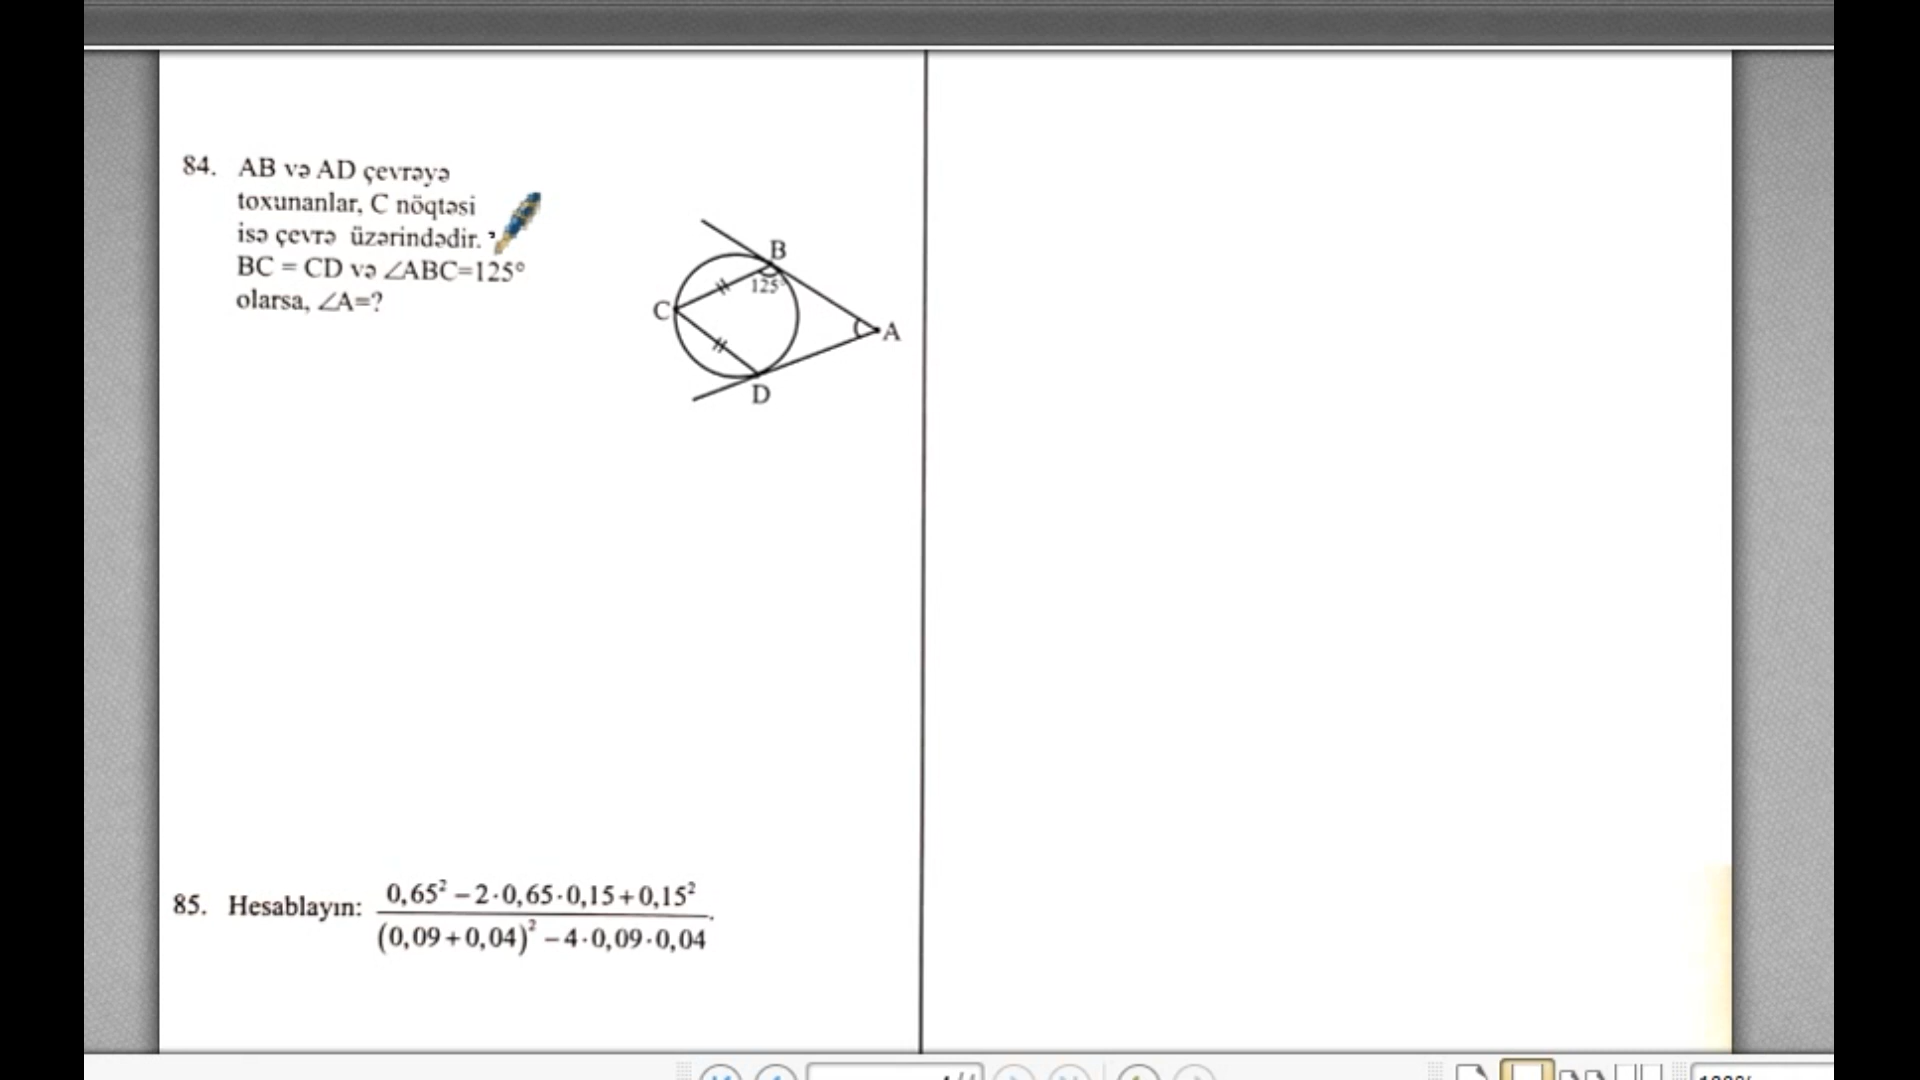 84. AB və AD çevrəyə
toxunanlar, C nöqtəsi
isə çevrə üzərindədir.
BC = CD və ∠ABC=125°
olarsa, ∠A=?
B
125°
C
A
D
85. Hesablayın: (0,65² – 2·0,65·0,15+0,15²) / ((0,09+0,04)² – 4·0,09·0,04).